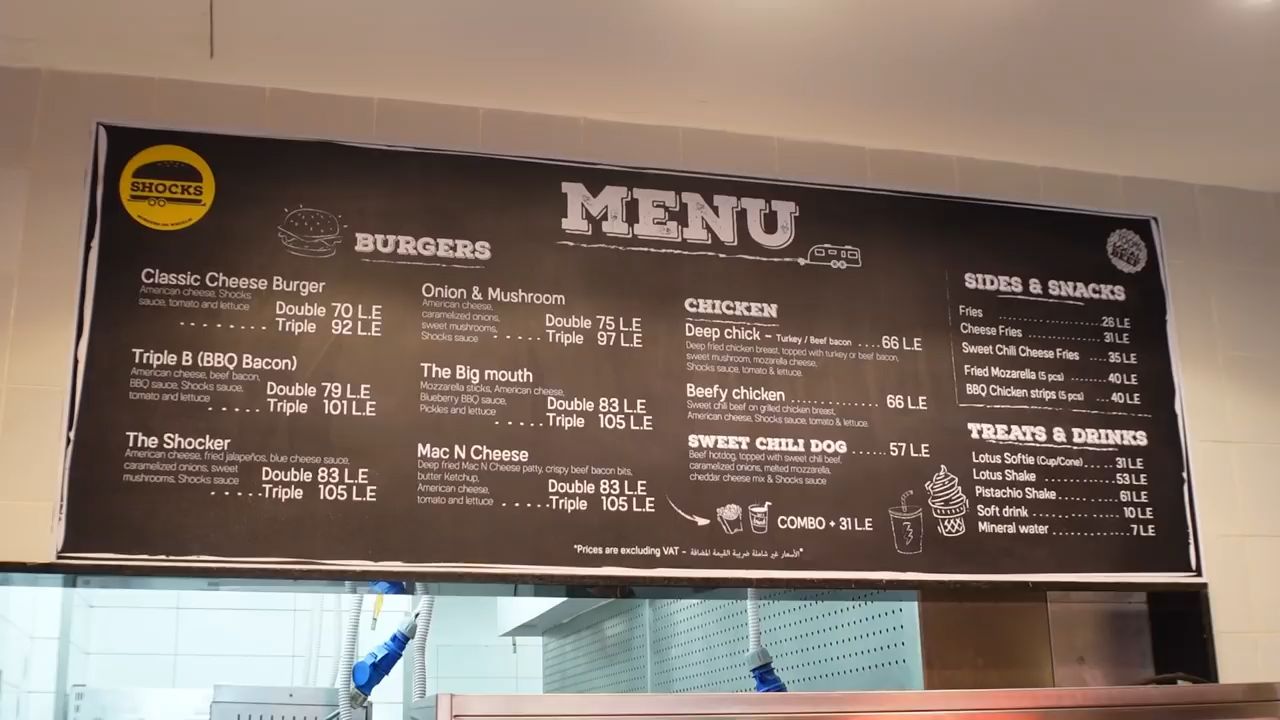 SHOCKS
MENU
BURGERS
Classic Cheese Burger
American cheese, Shocks
sauce, tomato and lettuce
Double 70 L.E
. . . . . . . . Triple 92 L.E
Triple B (BBQ Bacon)
American cheese, beef bacon,
BBQ sauce, Shocks sauce,
tomato and lettuce
Double 79 L.E
. . . . . Triple 101 L.E
The Shocker
American cheese, fried jalapeños, blue cheese sauce,
caramelized onions, sweet
mushrooms, Shocks sauce
Double 83 L.E
. . . . . .Triple 105 L.E
Onion & Mushroom
American cheese,
caramelized onions,
sweet mushrooms,
Shocks sauce
Double 75 L.E
. . . . . Triple 97 L.E
The Big mouth
Mozzarella sticks, American cheese,
Blueberry BBQ sauce,
Pickles and lettuce
Double 83 L.E
. . . . . .Triple 105 L.E
Mac N Cheese
Deep fried Mac N Cheese patty, crispy beef bacon bits,
butter Ketchup,
American cheese,
tomato and lettuce
Double 83 L.E
. . . . . .Triple 105 L.E
CHICKEN
Deep chick – Turkey / Beef bacon . . . . 66 L.E
Deep fried chicken breast, topped with turkey or beef bacon,
sweet mushroom, mozarella cheese,
Shocks sauce, tomato & lettuce.
Beefy chicken . . . . . . . . . . . . . 66 L.E
Sweet chili beef on grilled chicken breast,
American cheese, Shocks sauce, tomato & lettuce.
SWEET CHILI DOG . . . . . . 57 L.E
Beef hotdog, topped with sweet chili beef,
caramelized onions, melted mozzarella,
cheddar cheese mix & Shocks sauce
COMBO + 31 L.E
SIDES & SNACKS
Fries ........................ 26 LE
Cheese Fries .................. 31 LE
Sweet Chili Cheese Fries .... 35 LE
Fried Mozarella (5 pcs) ........ 40 LE
BBQ Chicken strips (5 pcs) ... 40 LE
TREATS & DRINKS
Lotus Softie (Cup/Cone) . . . . 31 LE
Lotus Shake . . . . . . . . . . . . 53 LE
Pistachio Shake . . . . . . . . . 61 LE
Soft drink . . . . . . . . . . . . . . 10 LE
Mineral water . . . . . . . . . . . 7 LE
*Prices are excluding VAT - الأسعار غير شاملة ضريبة القيمة المضافة*